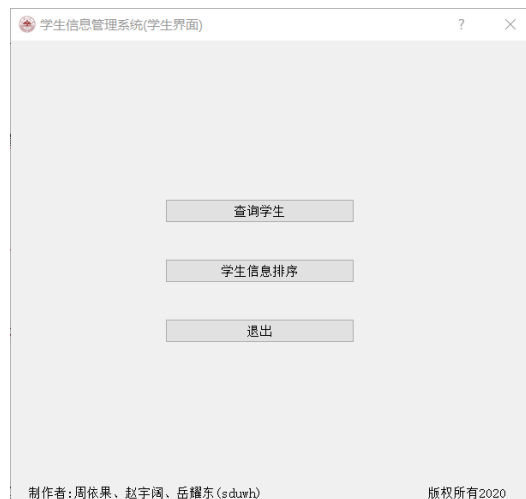 学生信息管理系统(学生界面)
查询学生
学生信息排序
退出
制作者:周依果、赵宇阔、岳耀东(sduwh)
版权所有2020